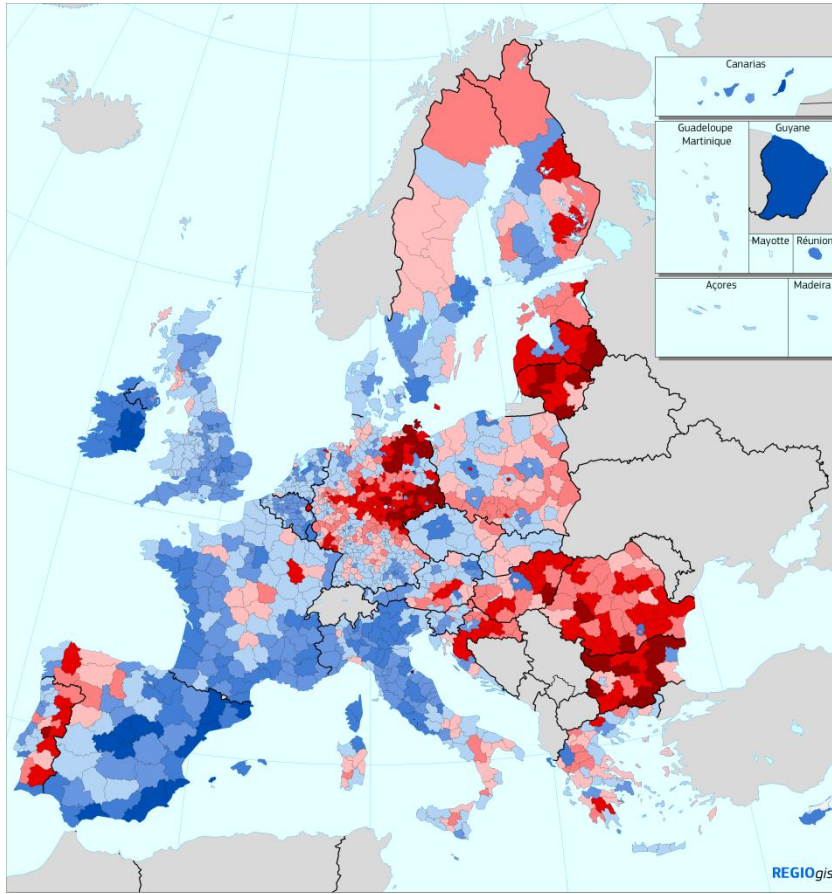 Canarias
Guadeloupe
Martinique
Guyane
Mayotte
Réunion
Açores
Madeira
REGIOgis